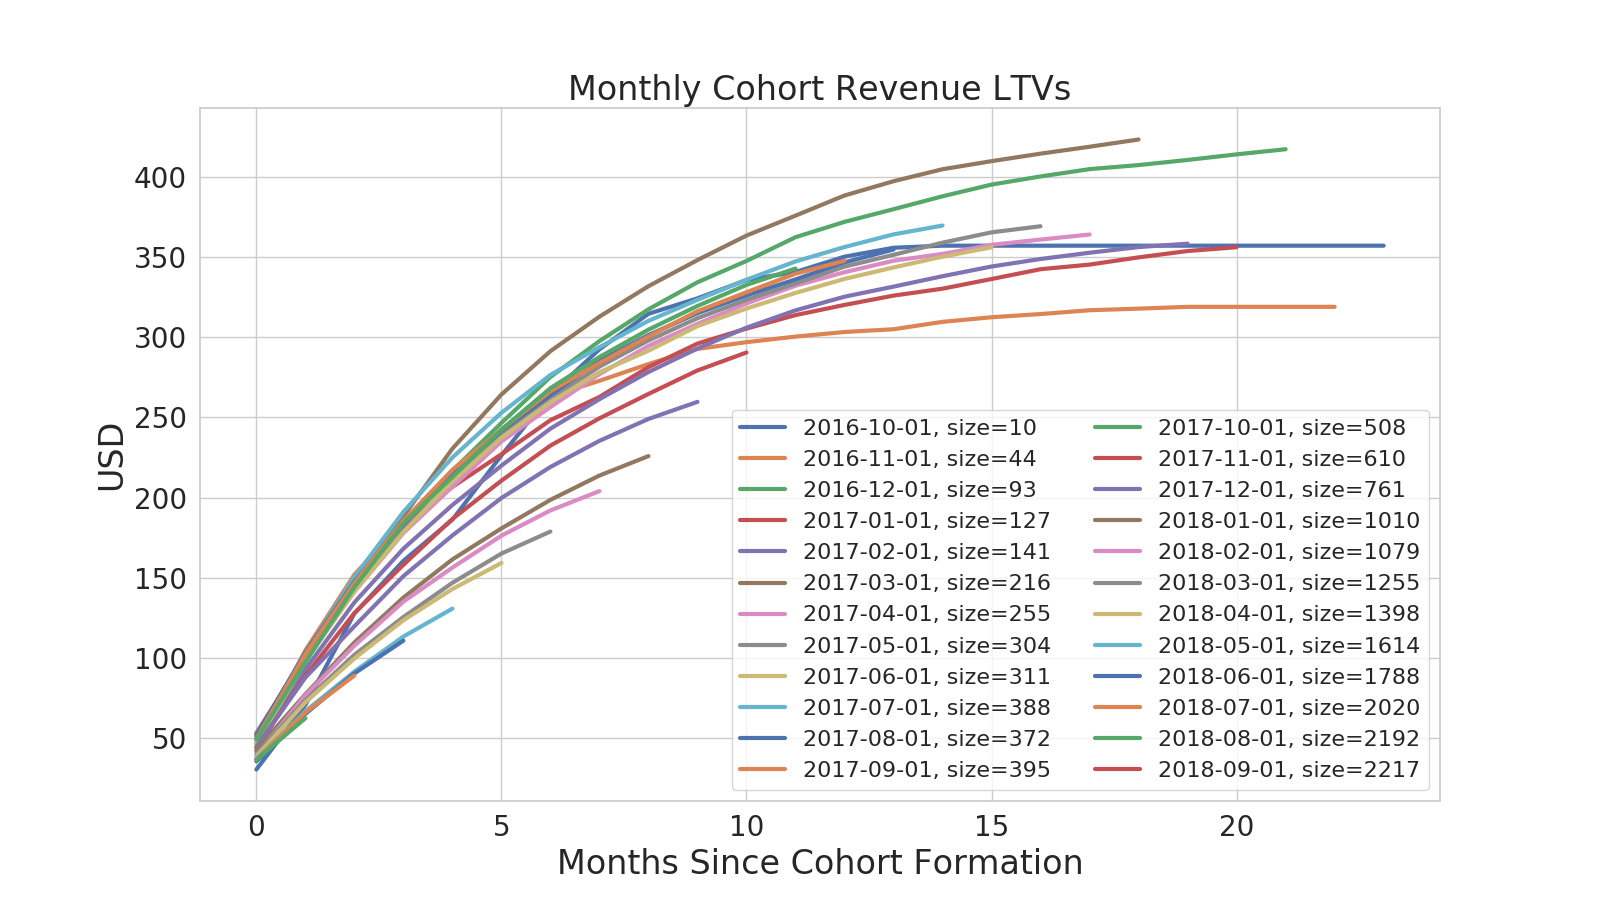 Monthly Cohort Revenue LTVs
USD
400
350
300
250
200
150
100
50
2016-10-01, size=10
2016-11-01, size=44
2016-12-01, size=93
2017-01-01, size=127
2017-02-01, size=141
2017-03-01, size=216
2017-04-01, size=255
2017-05-01, size=304
2017-06-01, size=311
2017-07-01, size=388
2017-08-01, size=372
2017-09-01, size=395
2017-10-01, size=508
2017-11-01, size=610
2017-12-01, size=761
2018-01-01, size=1010
2018-02-01, size=1079
2018-03-01, size=1255
2018-04-01, size=1398
2018-05-01, size=1614
2018-06-01, size=1788
2018-07-01, size=2020
2018-08-01, size=2192
2018-09-01, size=2217
0 5 10 15 20
Months Since Cohort Formation